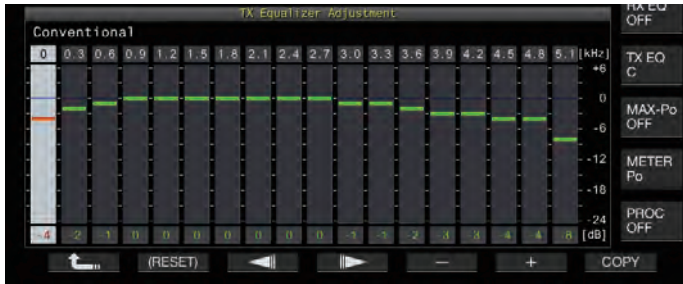 TX Equalizer Adjustment
Conventional
0 0.3 0.6 0.9 1.2 1.5 1.8 2.1 2.4 2.7 3.0 3.3 3.6 3.9 4.2 4.5 4.8 5.1 [kHz]
+6
0
-6
-12
-18
-24
-4 -2 -1 0 0 0 0 0 0 0 -1 -1 -2 -3 -3 -4 -4 -8 [dB]
(RESET) − + COPY
RX EQ
OFF
TX EQ
C
MAX-Po
OFF
METER
Po
PROC
OFF